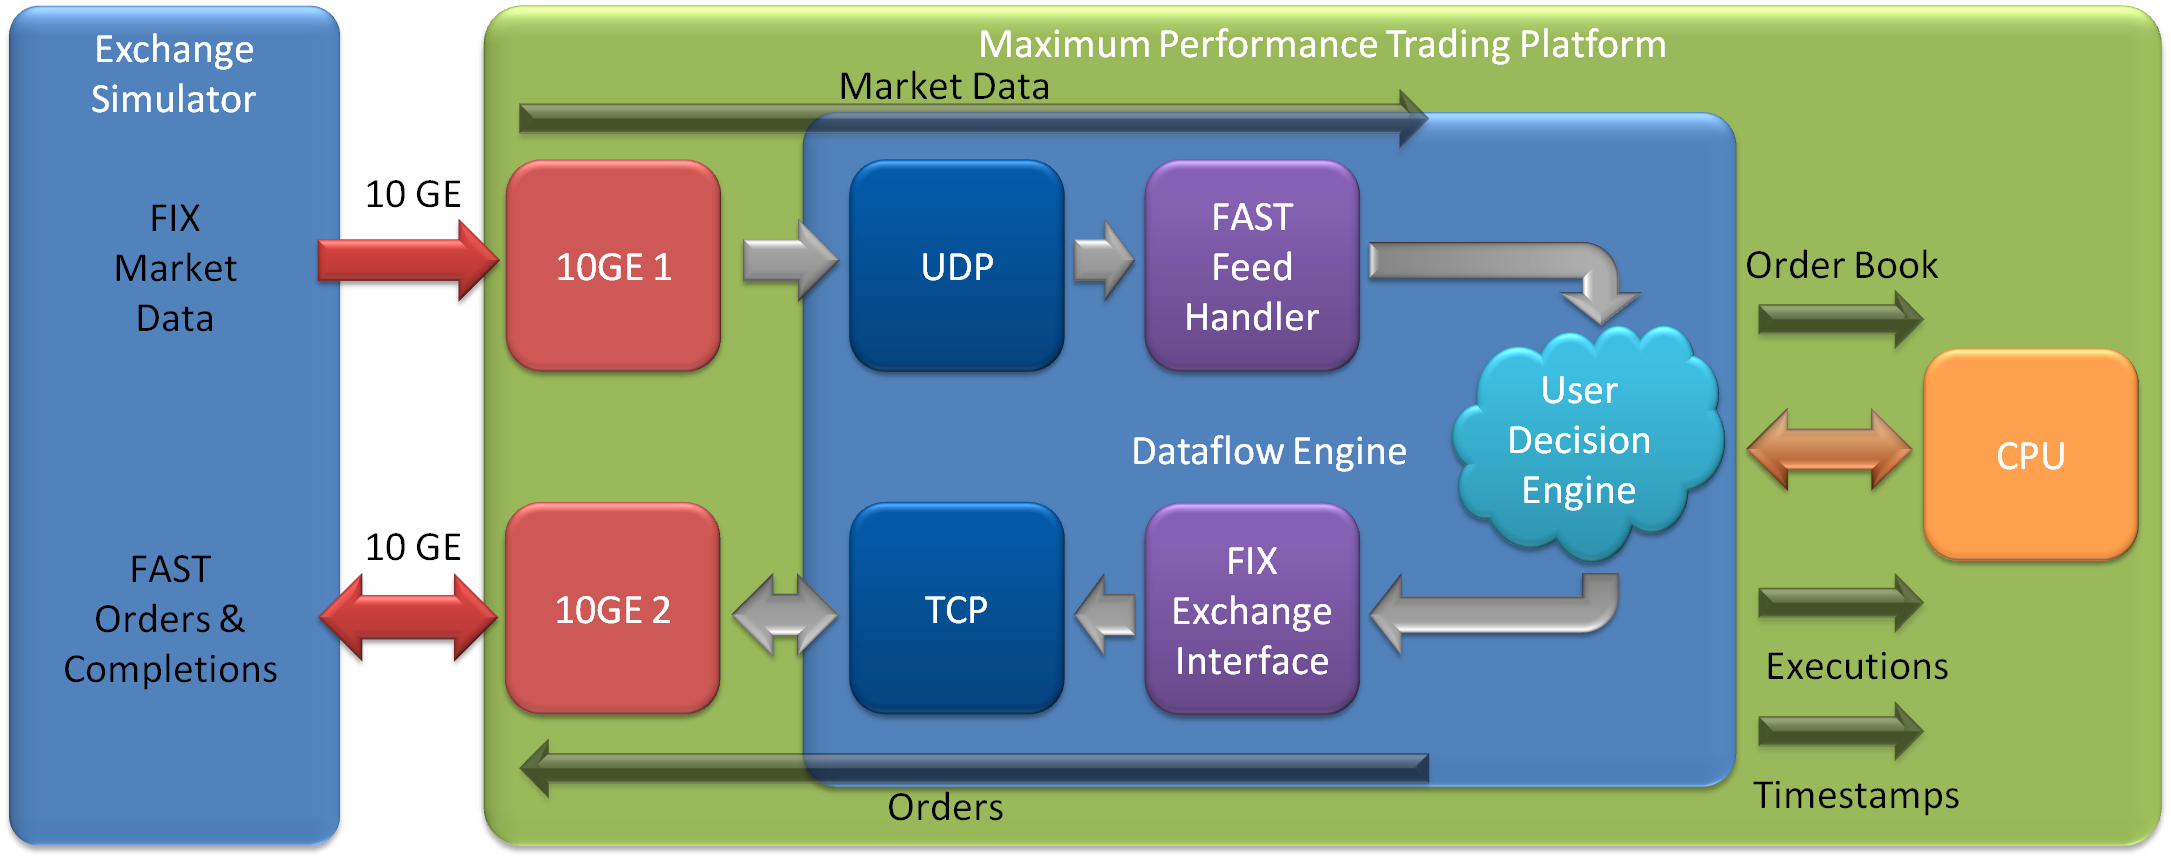 Exchange
Simulator
FIX
Market
Data
FAST
Orders &
Completions
10 GE
10 GE
Maximum Performance Trading Platform
Market Data
10GE 1
UDP
FAST
Feed
Handler
User
Decision
Engine
Dataflow Engine
10GE 2
TCP
FIX
Exchange
Interface
Orders
Order Book
CPU
Executions
Timestamps